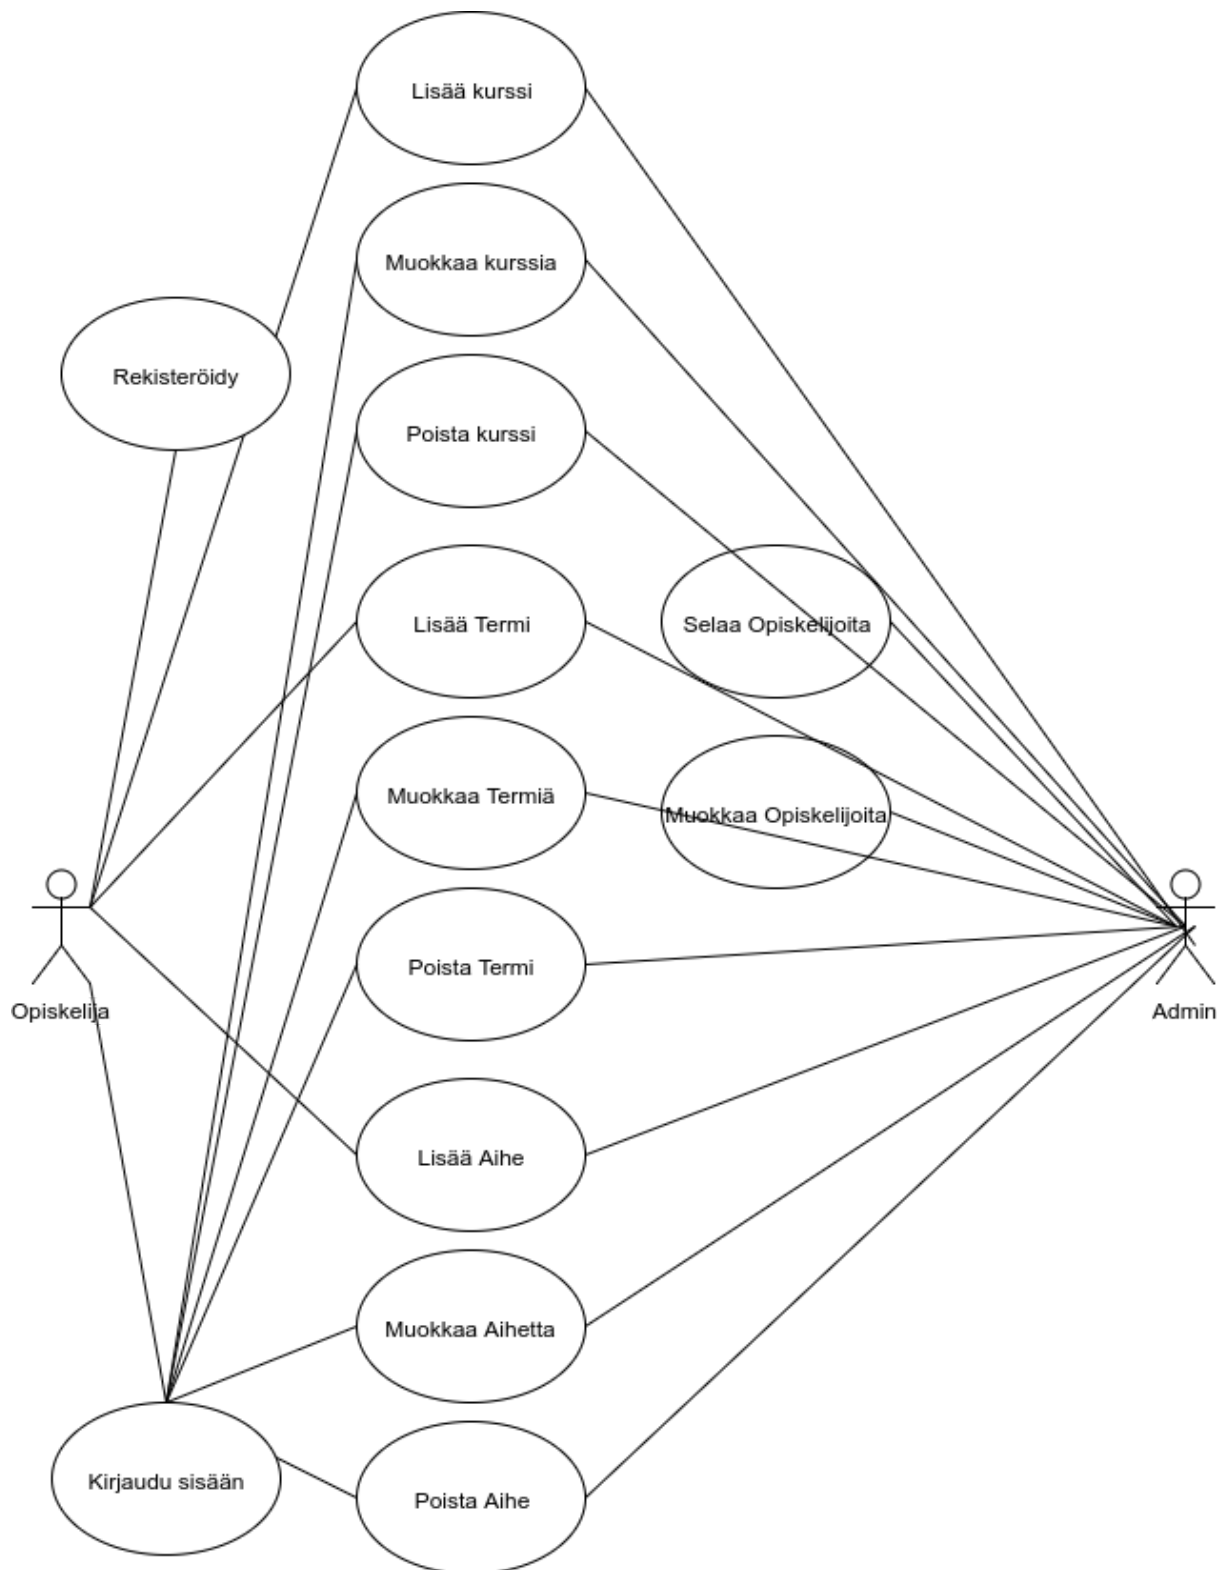 Lisää kurssi
Muokkaa kurssia
Rekisteröidy
Poista kurssi
Lisää Termi
Selaa Opiskelijoita
Muokkaa Termiä
Muokkaa Opiskelijoita
Poista Termi
Opiskelija
Admin
Lisää Aihe
Muokkaa Aihetta
Kirjaudu sisään
Poista Aihe